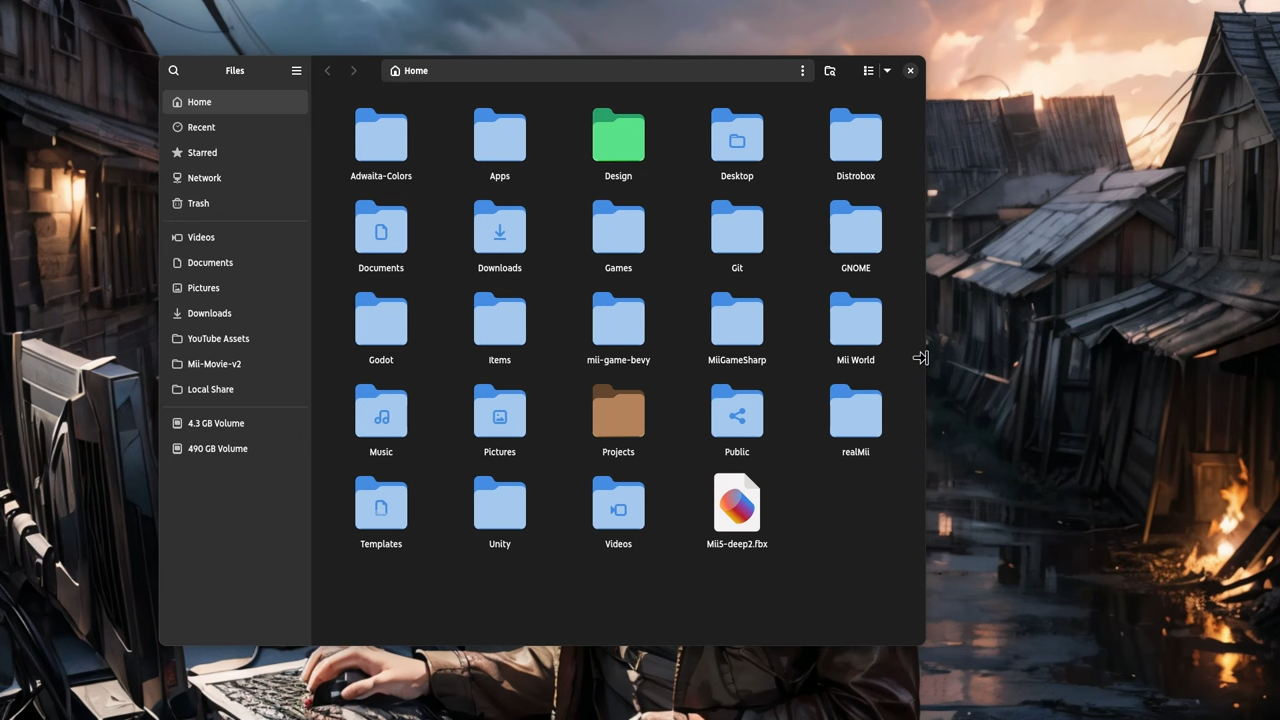 Files
Home
Home
Recent
Starred
Network
Trash
Videos
Documents
Pictures
Downloads
YouTube Assets
Mii-Movie-v2
Local Share
4.3 GB Volume
490 GB Volume
Adwaita-Colors
Apps
Design
Desktop
Distrobox
Documents
Downloads
Games
Git
GNOME
Godot
Items
mii-game-bevy
MiiGameSharp
Mii World
Music
Pictures
Projects
Public
realMii
Templates
Unity
Videos
Mii5-deep2.fbx